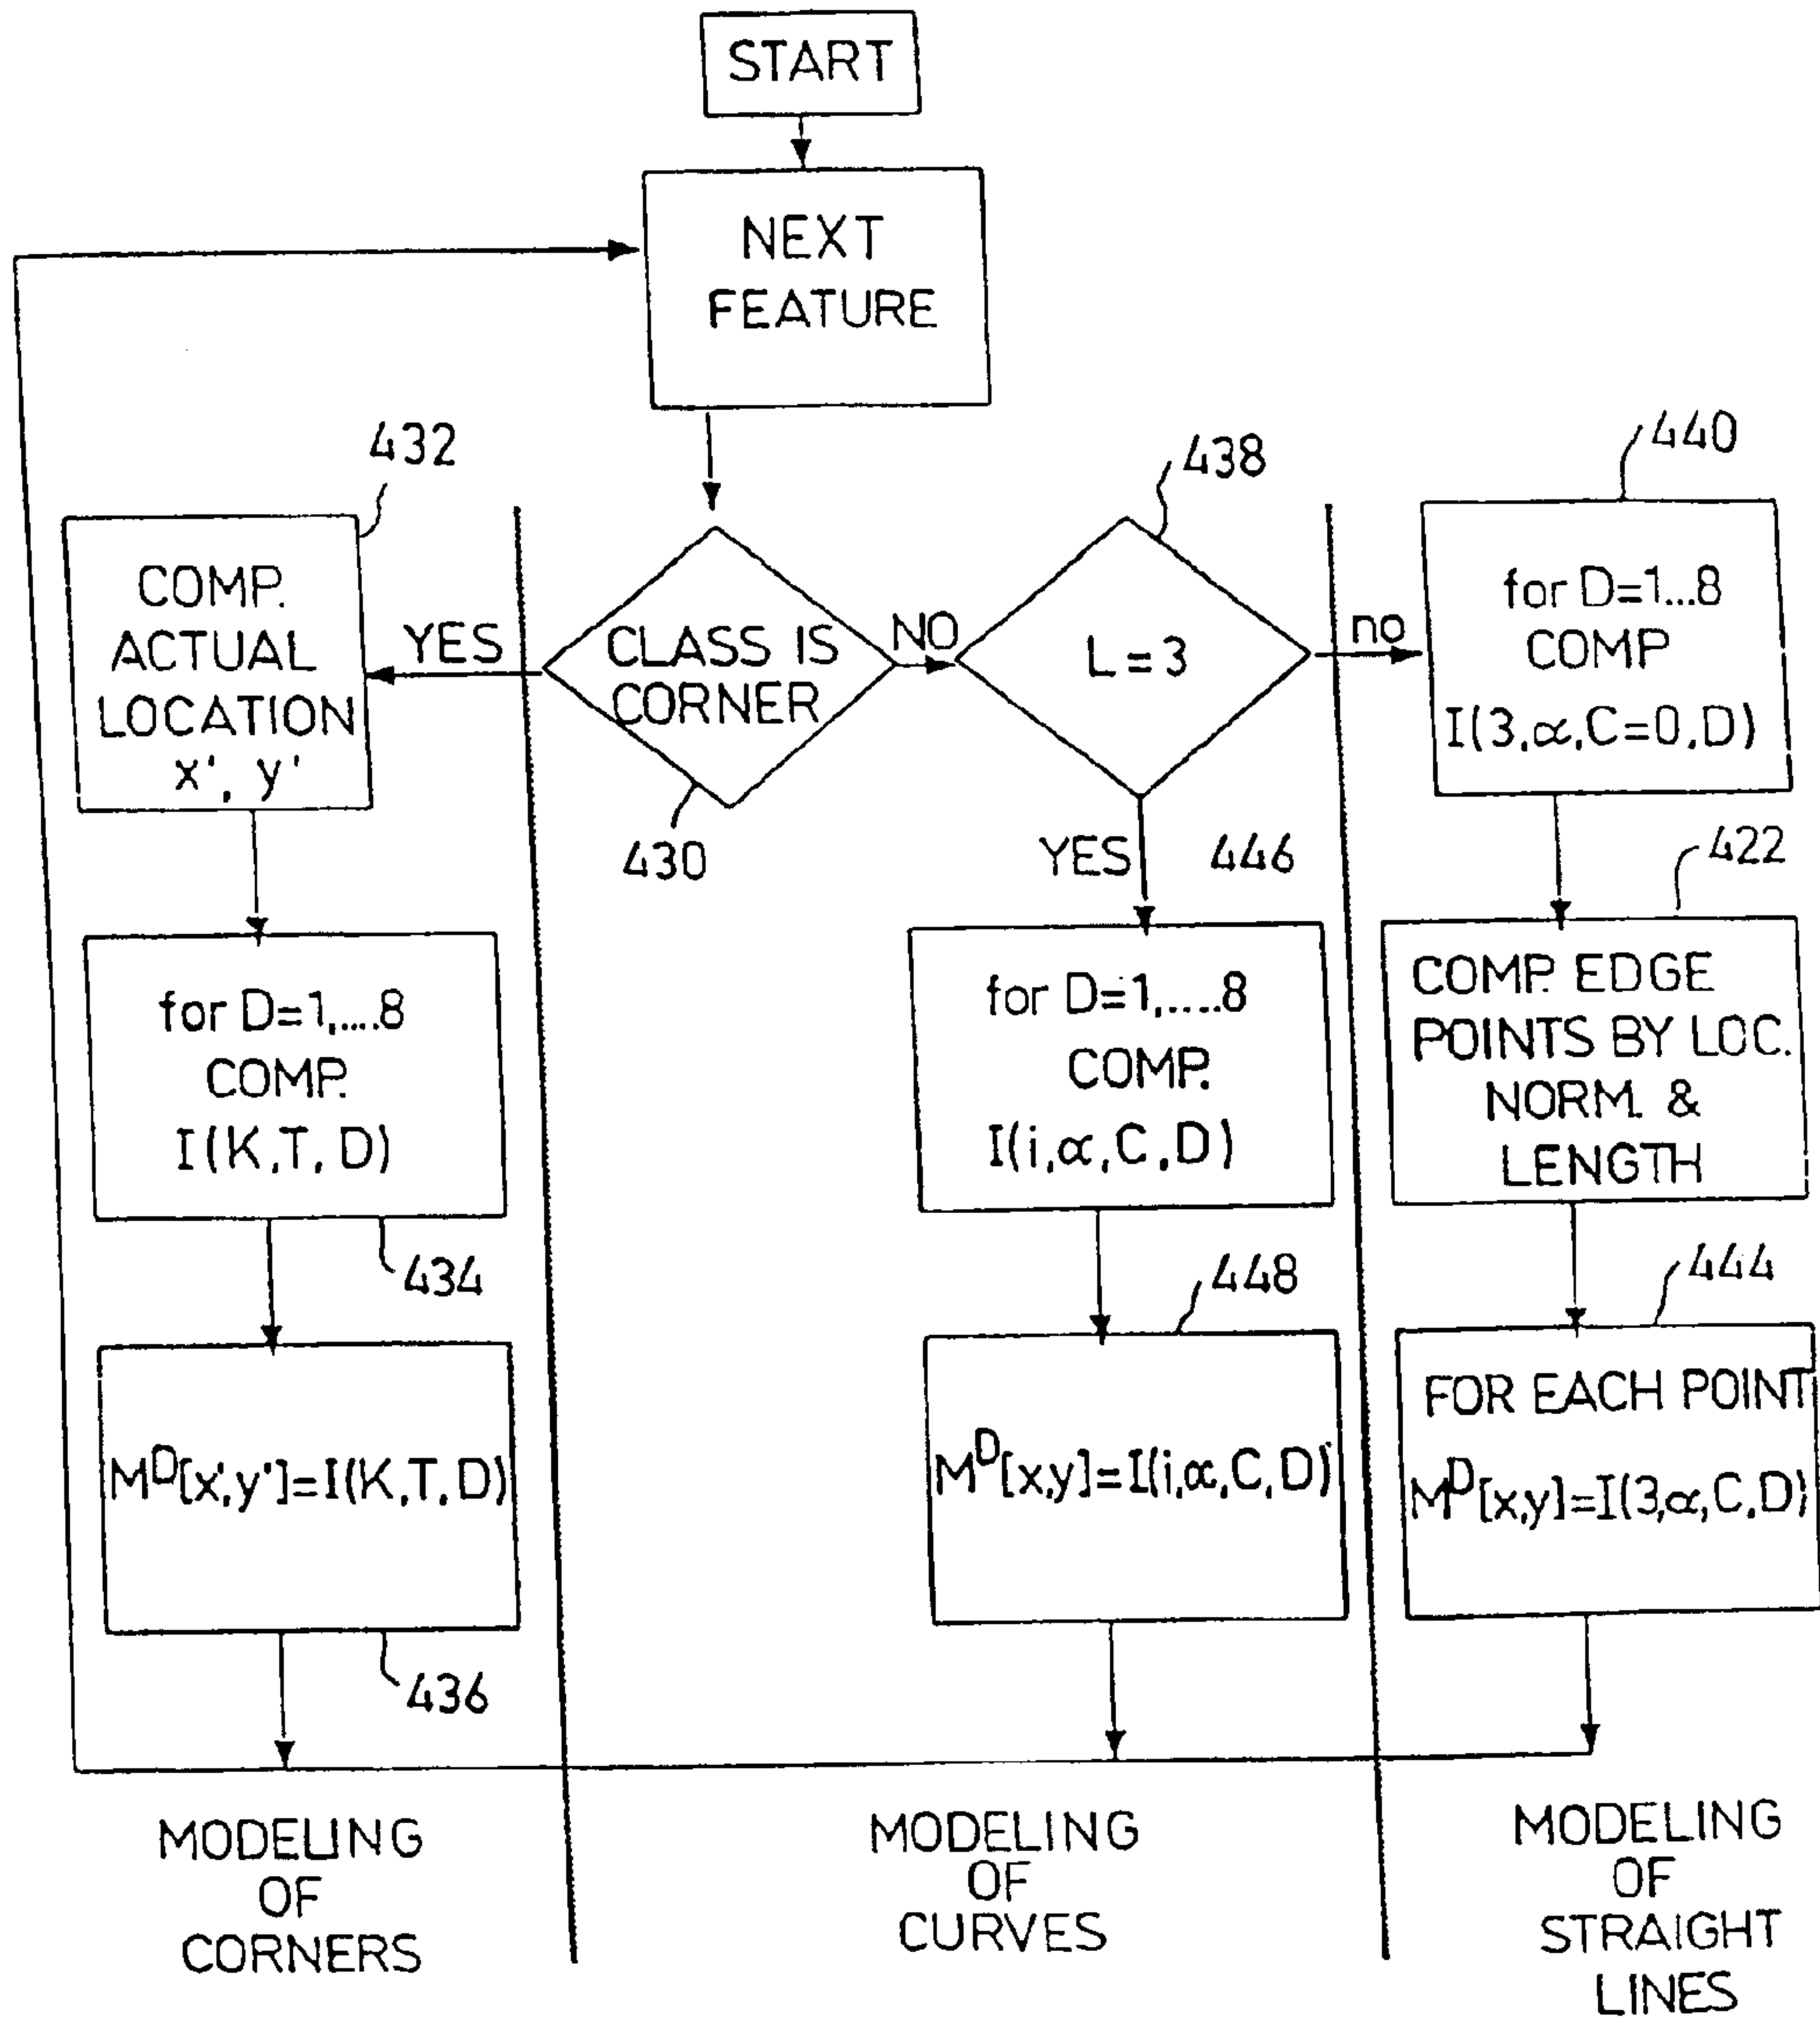 START
NEXT
FEATURE
432
438
440
COMP.
ACTUAL
LOCATION
x', y'
YES
CLASS IS
CORNER
NO
L = 3
no
for D=1...8
COMP
I(3,α,C=0,D)
430
YES
446
422
for D=1,....8
COMP.
I(K,T,D)
for D=1,....8
COMP.
I(i,α,C,D)
COMP. EDGE
POINTS BY LOC.
NORM. &
LENGTH
434
448
444
M^D[x',y']=I(K,T,D)
M^D[x,y]=I(i,α,C,D)
FOR EACH POINT
M^D[x,y]=I(3,α,C,D)
436
MODELING
OF
CORNERS
MODELING
OF
CURVES
MODELING
OF
STRAIGHT
LINES